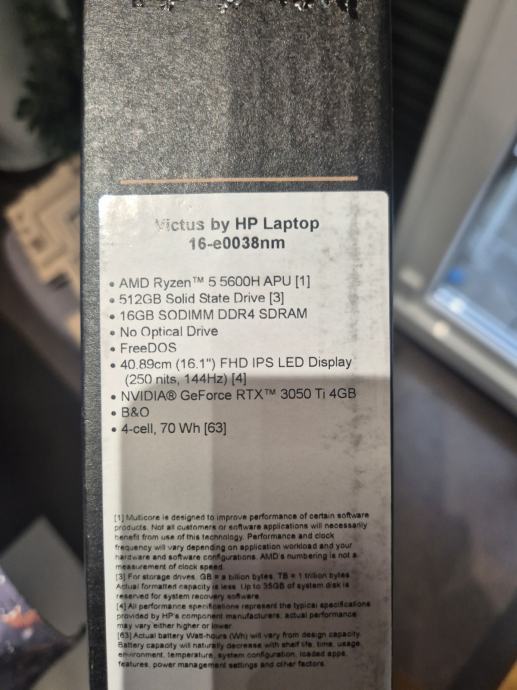 Victus by HP Laptop
16-e0038nm
• AMD Ryzen™ 5 5600H APU [1]
• 512GB Solid State Drive [3]
• 16GB SODIMM DDR4 SDRAM
• No Optical Drive
• FreeDOS
• 40.89cm (16.1") FHD IPS LED Display
(250 nits, 144Hz) [4]
• NVIDIA® GeForce RTX™ 3050 Ti 4GB
• B&O
• 4-cell, 70 Wh [63]
[1] Multicore is designed to improve performance of certain software
products. Not all customers or software applications will necessarily
benefit from use of this technology. Performance and clock
frequency will vary depending on application workload and your
hardware and software configurations. AMD's numbering is not a
measurement of clock speed.
[3] For storage drives, GB = a billion bytes. TB = 1 trillion bytes.
Actual formatted capacity is less. Up to 35GB of system disk is
reserved for system recovery software.
[4] All performance specifications represent the typical specifications
provided by HP's component manufacturers; actual performance
may vary either higher or lower.
[63] Actual battery Watt-hours (Wh) will vary from design capacity.
Battery capacity will naturally decrease with shelf life, time, usage,
environment, temperature, system configuration, loaded apps,
features, power management settings and other factors.